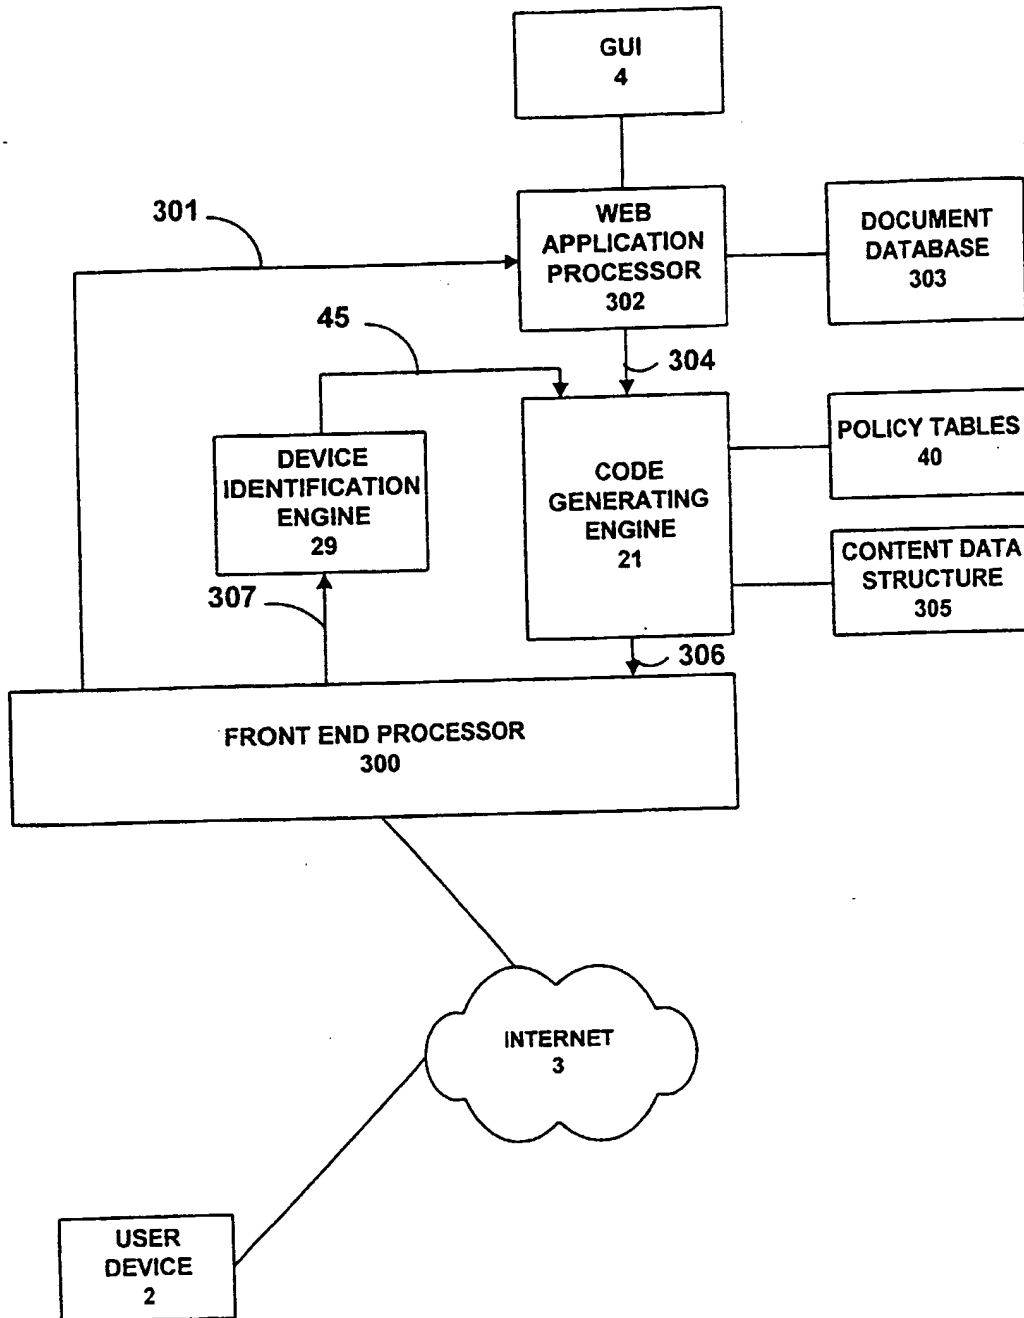 GUI
4
301
WEB
APPLICATION
PROCESSOR
302
DOCUMENT
DATABASE
303
45
304
DEVICE
IDENTIFICATION
ENGINE
29
CODE
GENERATING
ENGINE
21
POLICY TABLES
40
CONTENT DATA
STRUCTURE
305
307
306
FRONT END PROCESSOR
300
INTERNET
3
USER
DEVICE
2